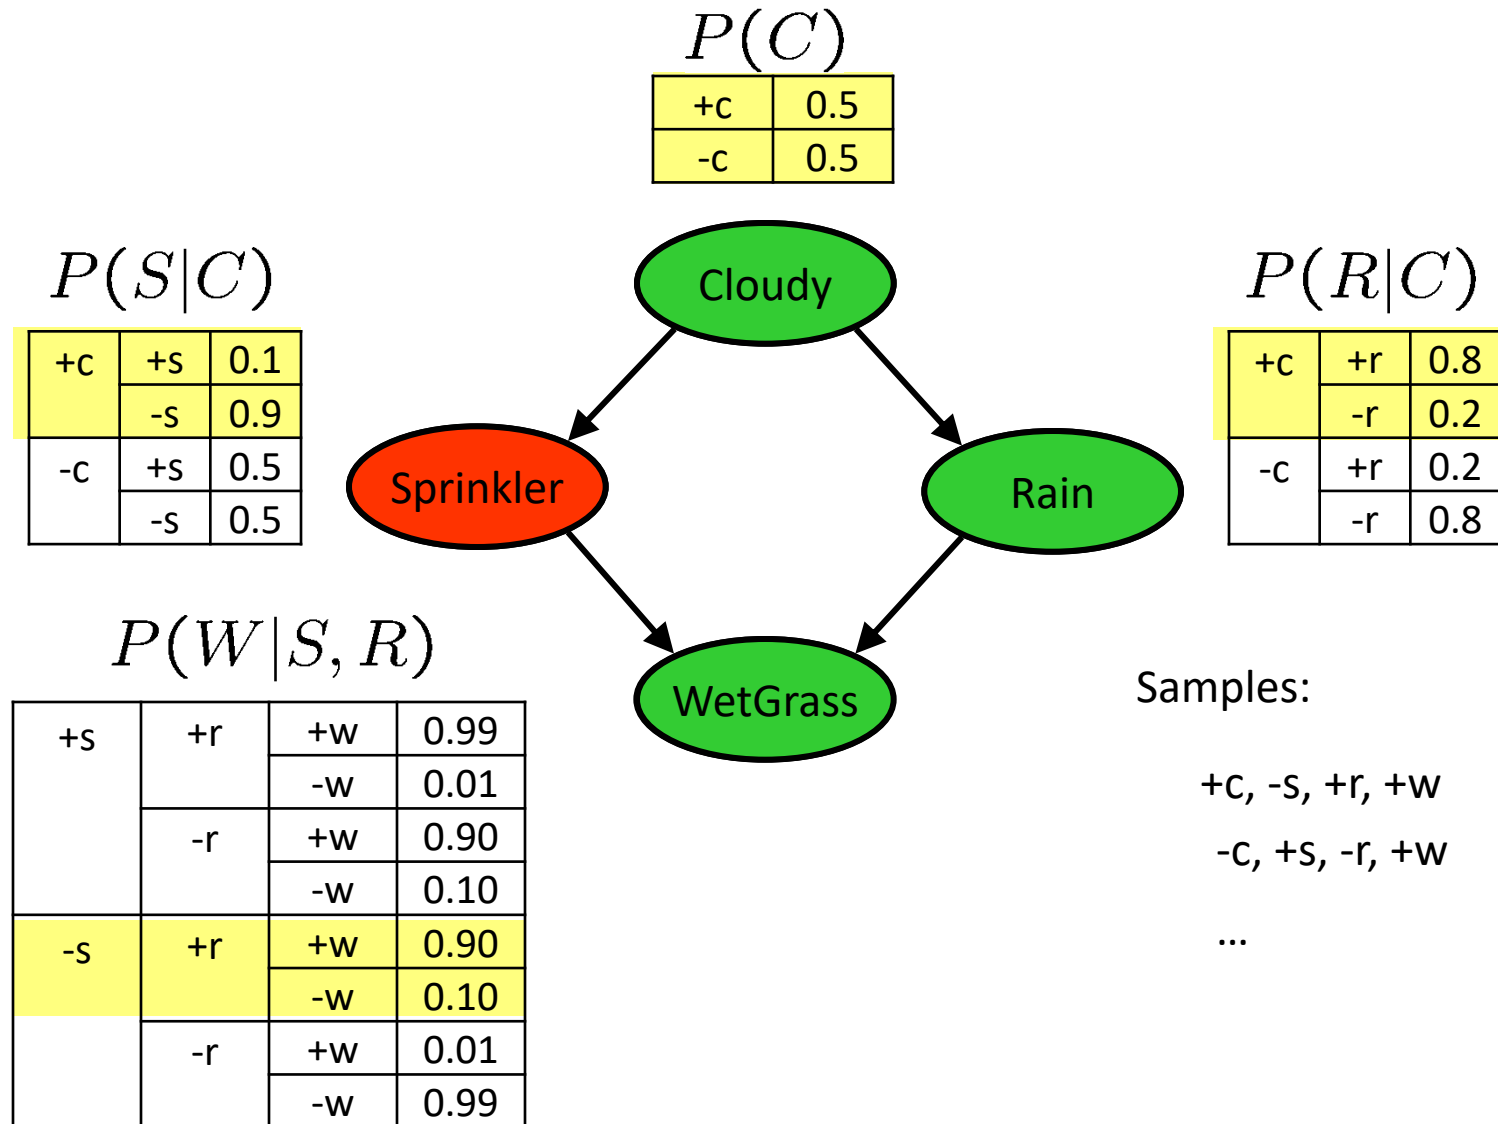 P(C)
+c 0.5
-c 0.5
Cloudy
P(S|C)
+c +s 0.1
-s 0.9
-c +s 0.5
-s 0.5
P(R|C)
+c +r 0.8
-r 0.2
-c +r 0.2
-r 0.8
Sprinkler
Rain
P(W|S, R)
+s +r +w 0.99
-w 0.01
-r +w 0.90
-w 0.10
-s +r +w 0.90
-w 0.10
-r +w 0.01
-w 0.99
WetGrass
Samples:
+c, -s, +r, +w
-c, +s, -r, +w
...